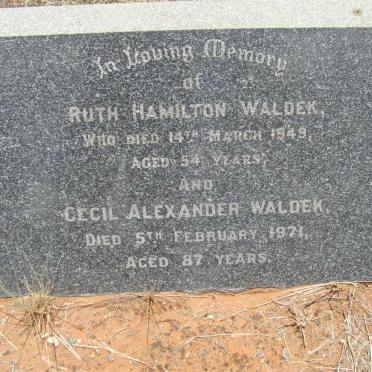 In Loving Memory
of
RUTH HAMILTON WALDEK,
WHO DIED 14TH MARCH 1949,
AGED 54 YEARS;
AND
CECIL ALEXANDER WALDEK,
DIED 5TH FEBRUARY 1971,
AGED 87 YEARS.